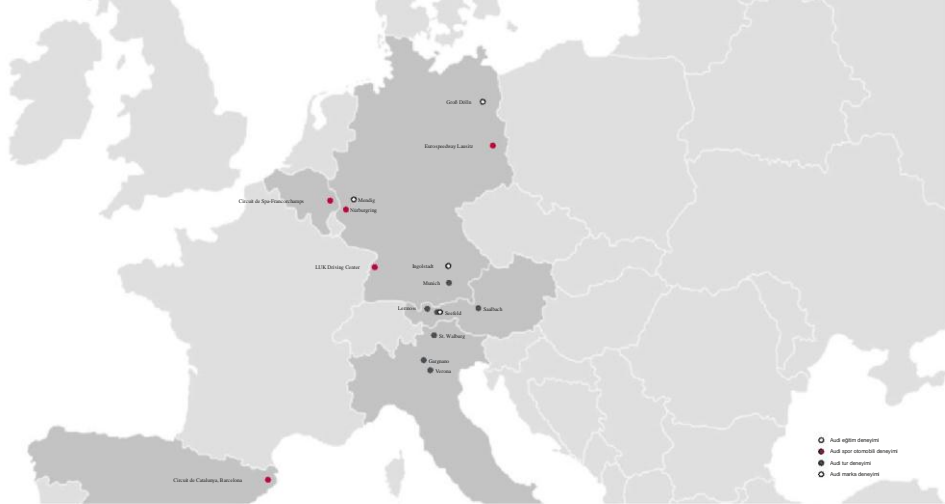 Groß Dölln
Eurospeedway Lausitz
Circuit de Spa-Francorchamps
Mendig
Nürburgring
LUK Driving Center
Ingolstadt
Munich
Seefeld
Saalbach
St. Walburg
Gargnano
Verona
Circuit de Catalunya, Barcelona
Audi eğitim deneyimi
Audi spor otomobili deneyimi
Audi tur deneyimi
Audi marka deneyimi